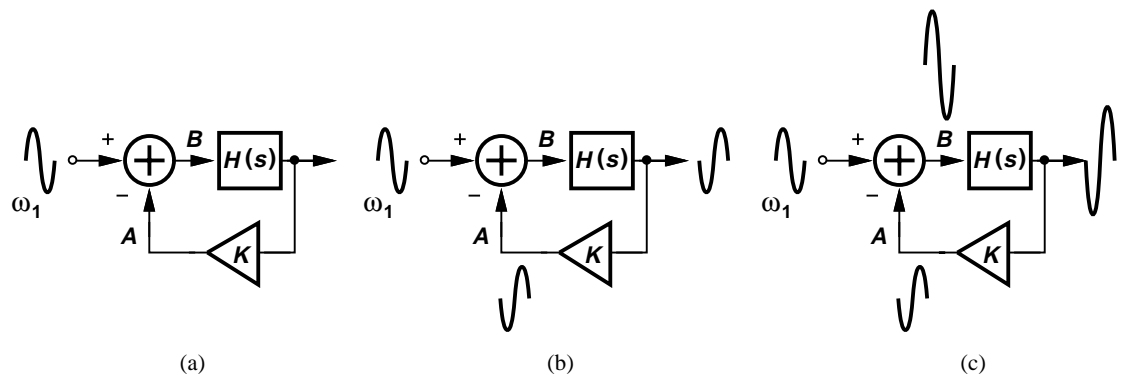 + B H(s)
ω1
−
A K
(a)
+ B H(s)
ω1
−
A K
(b)
+ B H(s)
ω1
−
A K
(c)